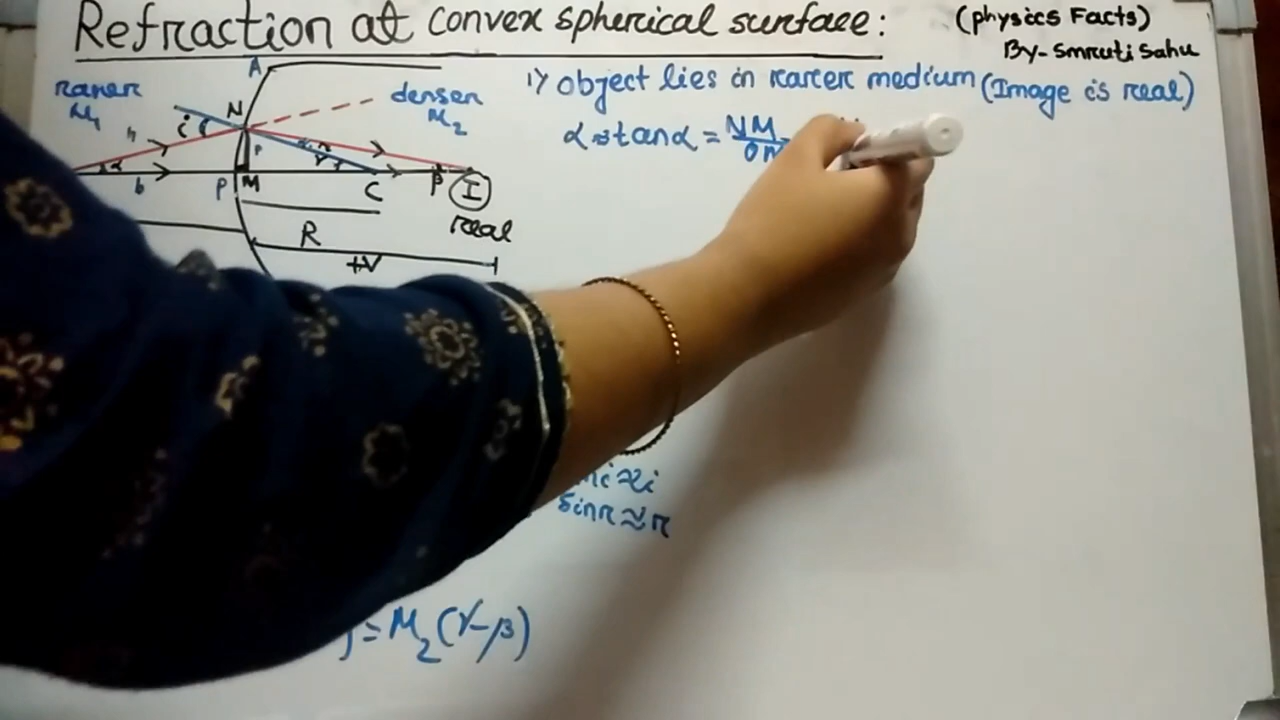 Refraction at convex spherical surface:
(physics Facts)
By- Smruti Sahu
1) Object lies in rarer medium (Image is real)
α≈tanα = NM
A
rarer
μ₁
N
i
denser
μ₂
r
α
γ
P M
C
β
I
real
R
+V
sinr ≈ r
= μ₂(γ-β)